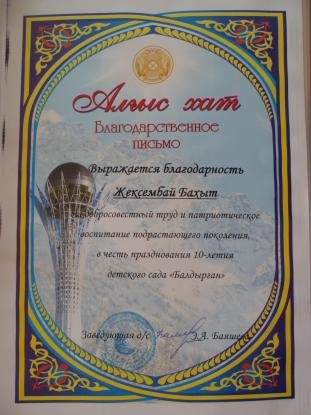 Алғыс хат
Благодарственное
письмо
Выражается благодарность
Жексембай Бахыт
добросовестный труд и патриотическое
воспитание подрастающего поколения,
в честь празднования 10-летия
детского сада «Балдырган»
Заведующая д/с А. Баяше